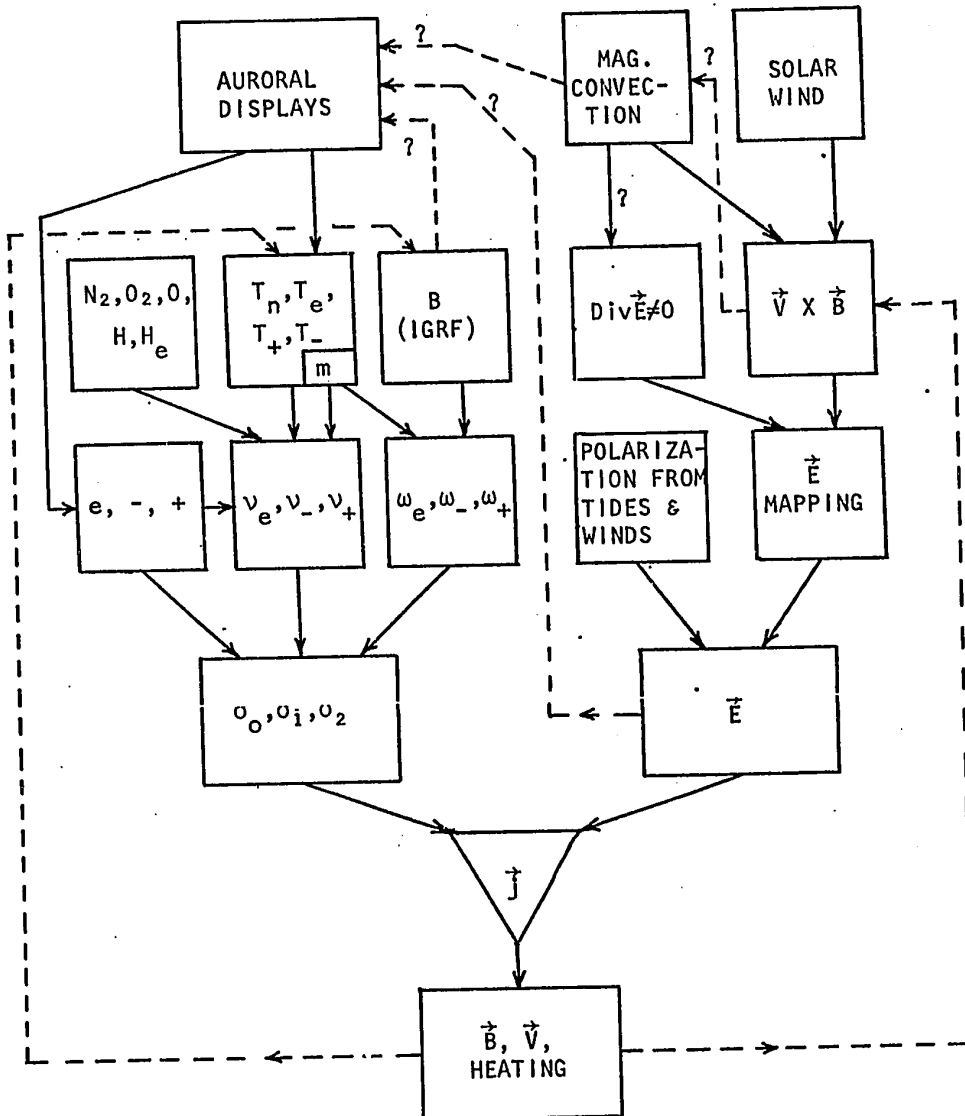 AURORAL
DISPLAYS
?
?
?
MAG.
CONVEC-
TION
?
SOLAR
WIND
?
N₂,O₂,O,
H,Hₑ
Tₙ,Tₑ,
T₊,T₋
m
B
(IGRF)
DivE⃗≠0
V⃗ X B⃗
e, -, +
νₑ,ν₋,ν₊
ωₑ,ω₋,ω₊
POLARIZA-
TION FROM
TIDES &
WINDS
E⃗
MAPPING
σₒ,σᵢ,σ₂
E⃗
j⃗
B⃗, V⃗,
HEATING